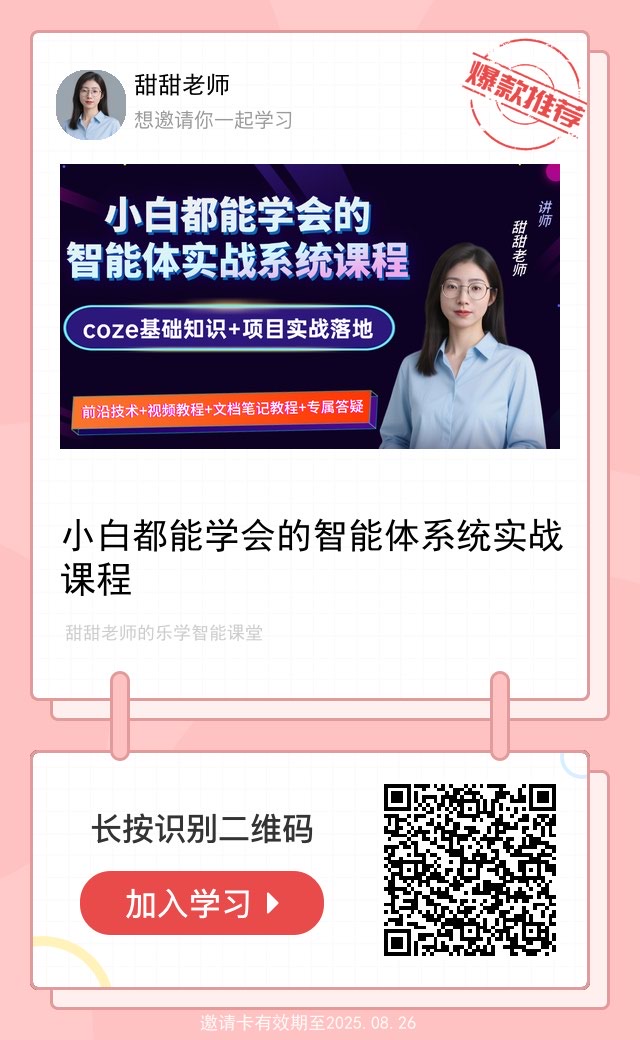 甜甜老师
想邀请你一起学习
爆款推荐
小白都能学会的
智能体实战系统课程
讲师
甜甜老师
coze基础知识+项目实战落地
前沿技术+视频教程+文档笔记教程+专属答疑
小白都能学会的智能体系统实战
课程
甜甜老师的乐学智能课堂
长按识别二维码
加入学习
邀请卡有效期至2025.08.26